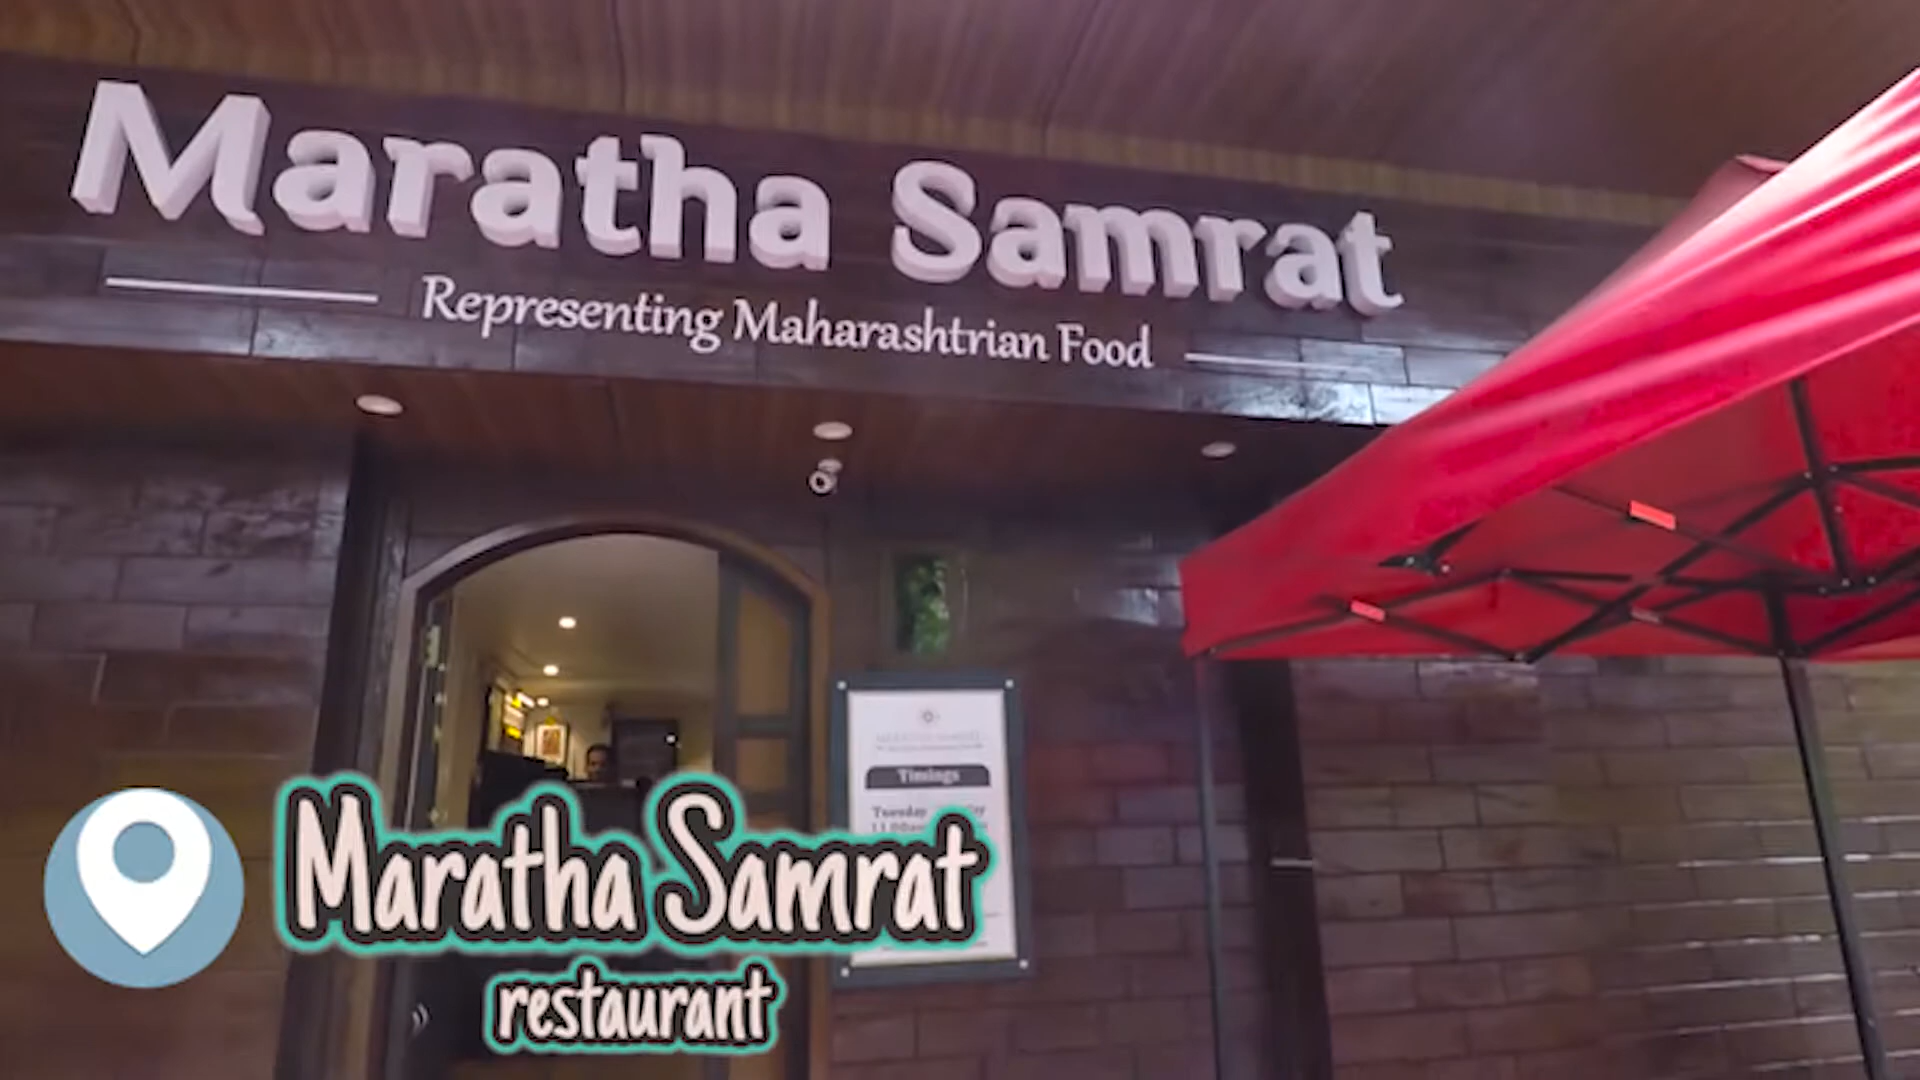 Maratha Samrat
Representing Maharashtrian Food
Timings
Tuesday
Maratha Samrat
restaurant